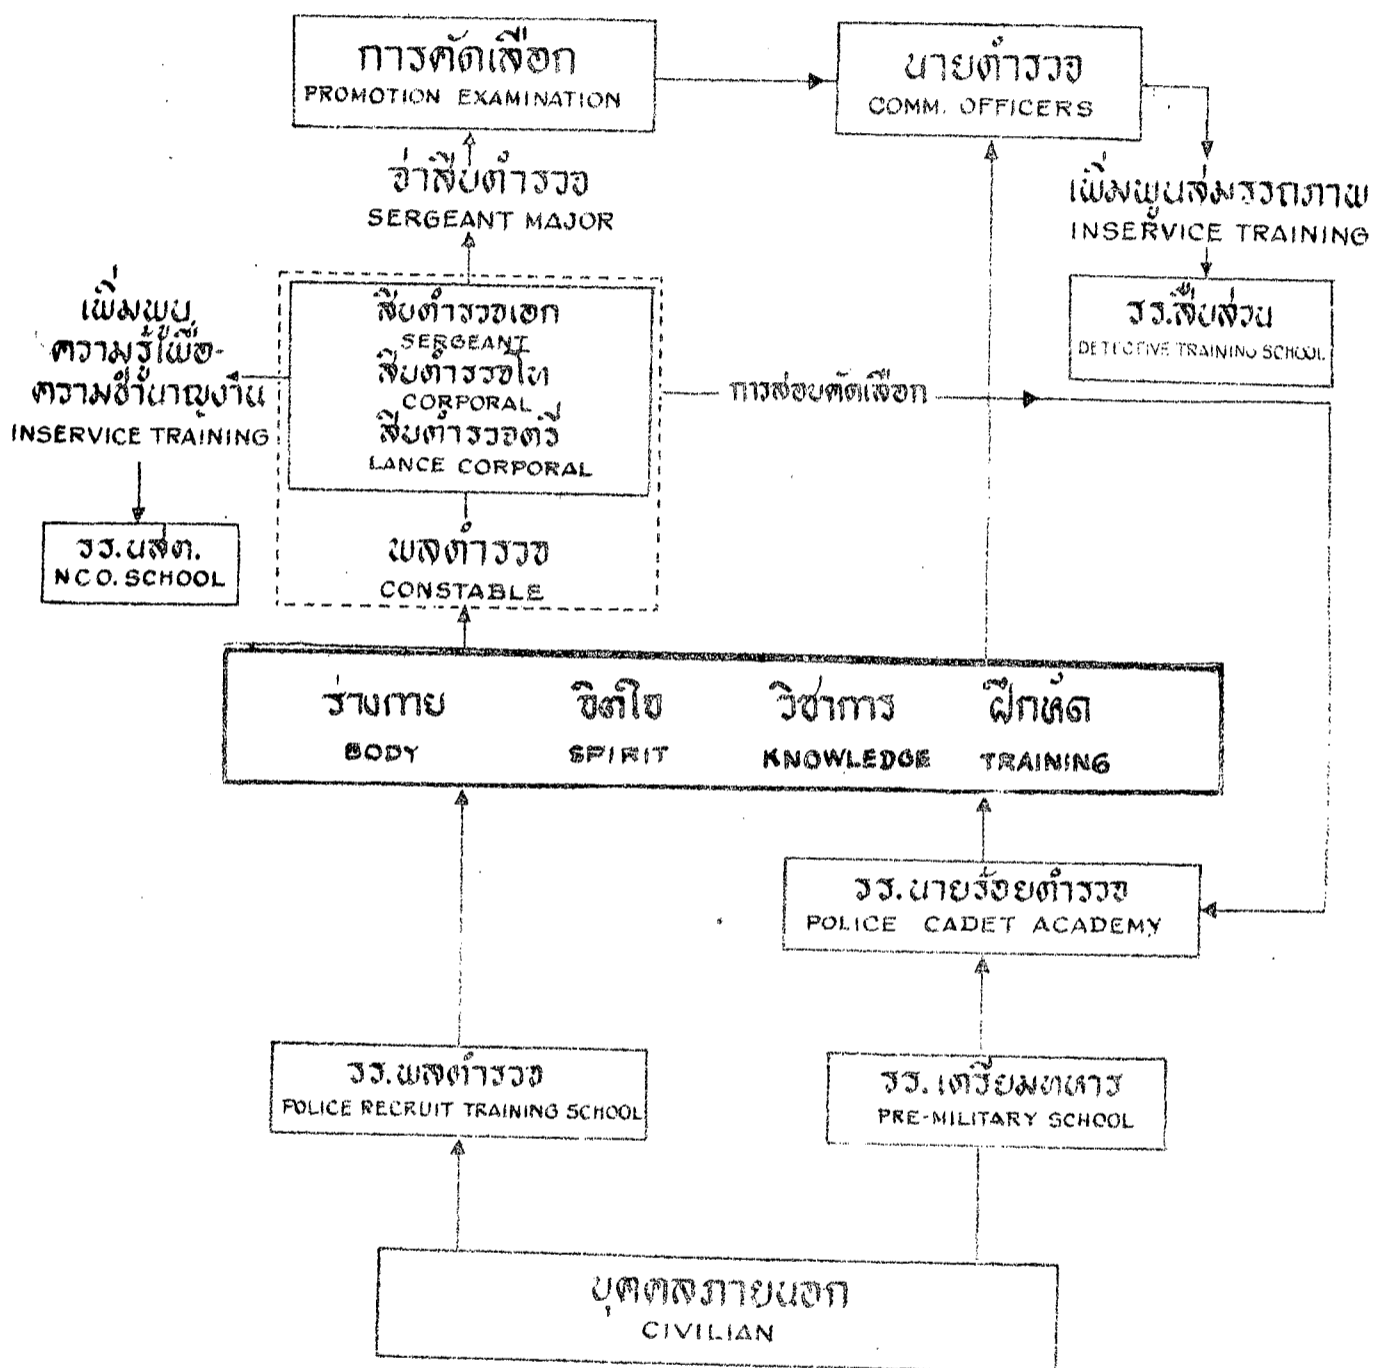 การคัดเลือก
PROMOTION EXAMINATION
นายตำรวจ
COMM. OFFICERS
จ่าสิบตำรวจ
SERGEANT MAJOR
เพิ่มพูนสมรรถภาพ
INSERVICE TRAINING
รร.สืบสวน
DETECTIVE TRAINING SCHOOL
เพิ่มพูน
ความรู้เพื่อ-
ความชำนาญงาน
INSERVICE TRAINING
รร.นสต.
NCO. SCHOOL
สิบตำรวจเอก
SERGEANT
สิบตำรวจโท
CORPORAL
สิบตำรวจตรี
LANCE CORPORAL
การสอบคัดเลือก
พลตำรวจ
CONSTABLE
ร่างกาย จิตใจ วิชาการ ฝึกหัด
BODY SPIRIT KNOWLEDGE TRAINING
รร.นายร้อยตำรวจ
POLICE CADET ACADEMY
รร.พลตำรวจ
POLICE RECRUIT TRAINING SCHOOL
รร.เตรียมทหาร
PRE-MILITARY SCHOOL
บุคคลภายนอก
CIVILIAN